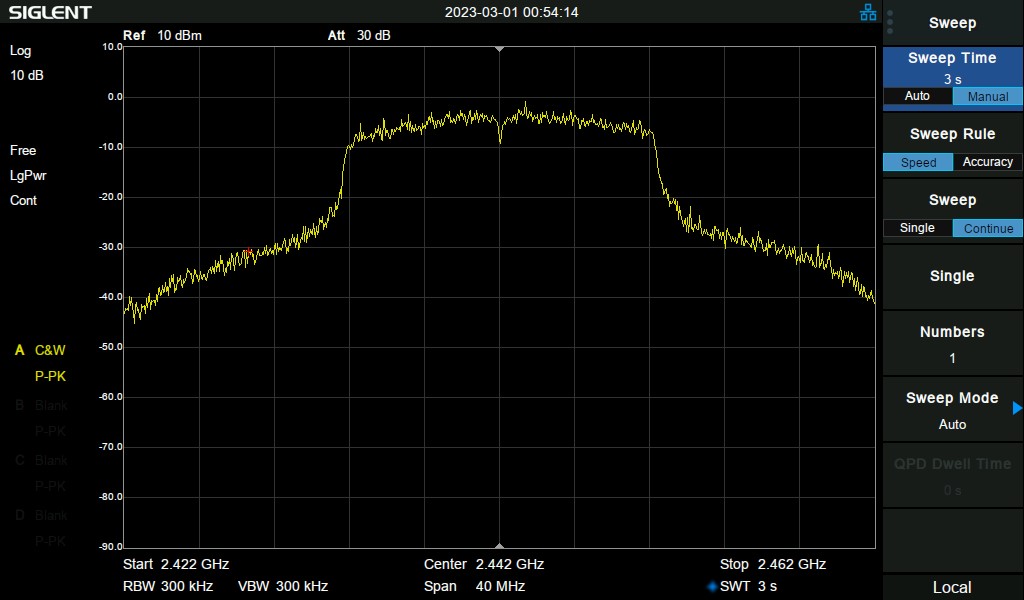 SIGLENT 2023-03-01 00:54:14
Ref 10 dBm Att 30 dB
Log
10 dB
Free
LgPwr
Cont
A C&W
P-PK
B Blank
P-PK
C Blank
P-PK
D Blank
P-PK
10.0
0.0
-10.0
-20.0
-30.0
-40.0
-50.0
-60.0
-70.0
-80.0
-90.0
Start 2.422 GHz Center 2.442 GHz Stop 2.462 GHz
RBW 300 kHz VBW 300 kHz Span 40 MHz SWT 3 s
Sweep
Sweep Time
3 s
Auto Manual
Sweep Rule
Speed Accuracy
Sweep
Single Continue
Single
Numbers
1
Sweep Mode
Auto
QPD Dwell Time
0 s
Local